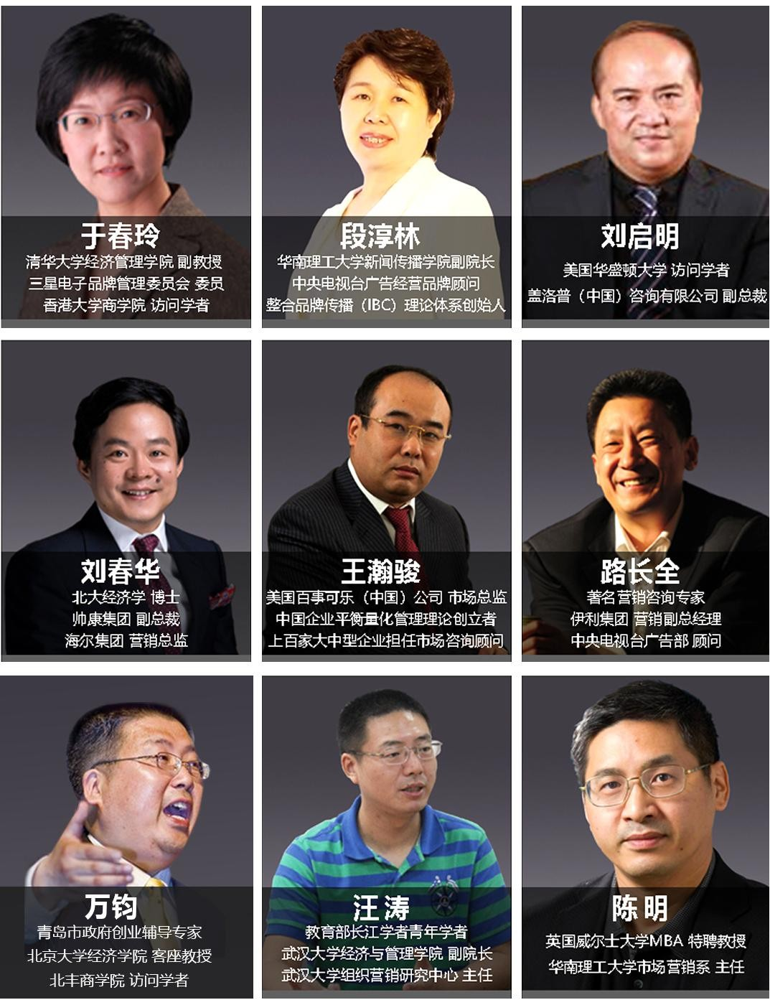 于春玲
清华大学经济管理学院 副教授
三星电子品牌管理委员会 委员
香港大学商学院 访问学者
段淳林
华南理工大学新闻传播学院副院长
中央电视台广告经营品牌顾问
整合品牌传播（IBC）理论体系创始人
刘启明
美国华盛顿大学 访问学者
盖洛普（中国）咨询有限公司 副总裁
刘春华
北大经济学 博士
帅康集团 副总裁
海尔集团 营销总监
王瀚骏
美国百事可乐（中国）公司 市场总监
中国企业平衡量化管理理论创立者
上百家大中型企业担任市场咨询顾问
路长全
著名营销咨询专家
伊利集团 营销副总经理
中央电视台广告部 顾问
万钧
青岛市政府创业辅导专家
北京大学经济学院 客座教授
北丰商学院 访问学者
汪涛
教育部长江学者青年学者
武汉大学经济与管理学院 副院长
武汉大学组织营销研究中心 主任
陈明
英国威尔士大学MBA 特聘教授
华南理工大学市场营销系 主任